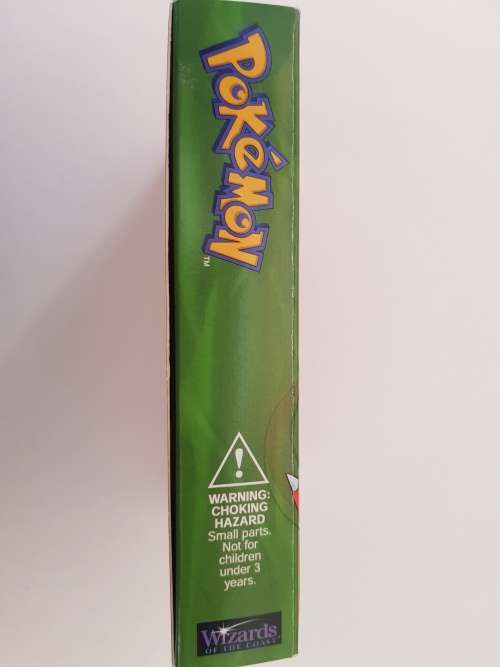 POKéMON
TM
WARNING:
CHOKING
HAZARD
Small parts.
Not for
children
under 3
years.
Wizards
OF THE COAST